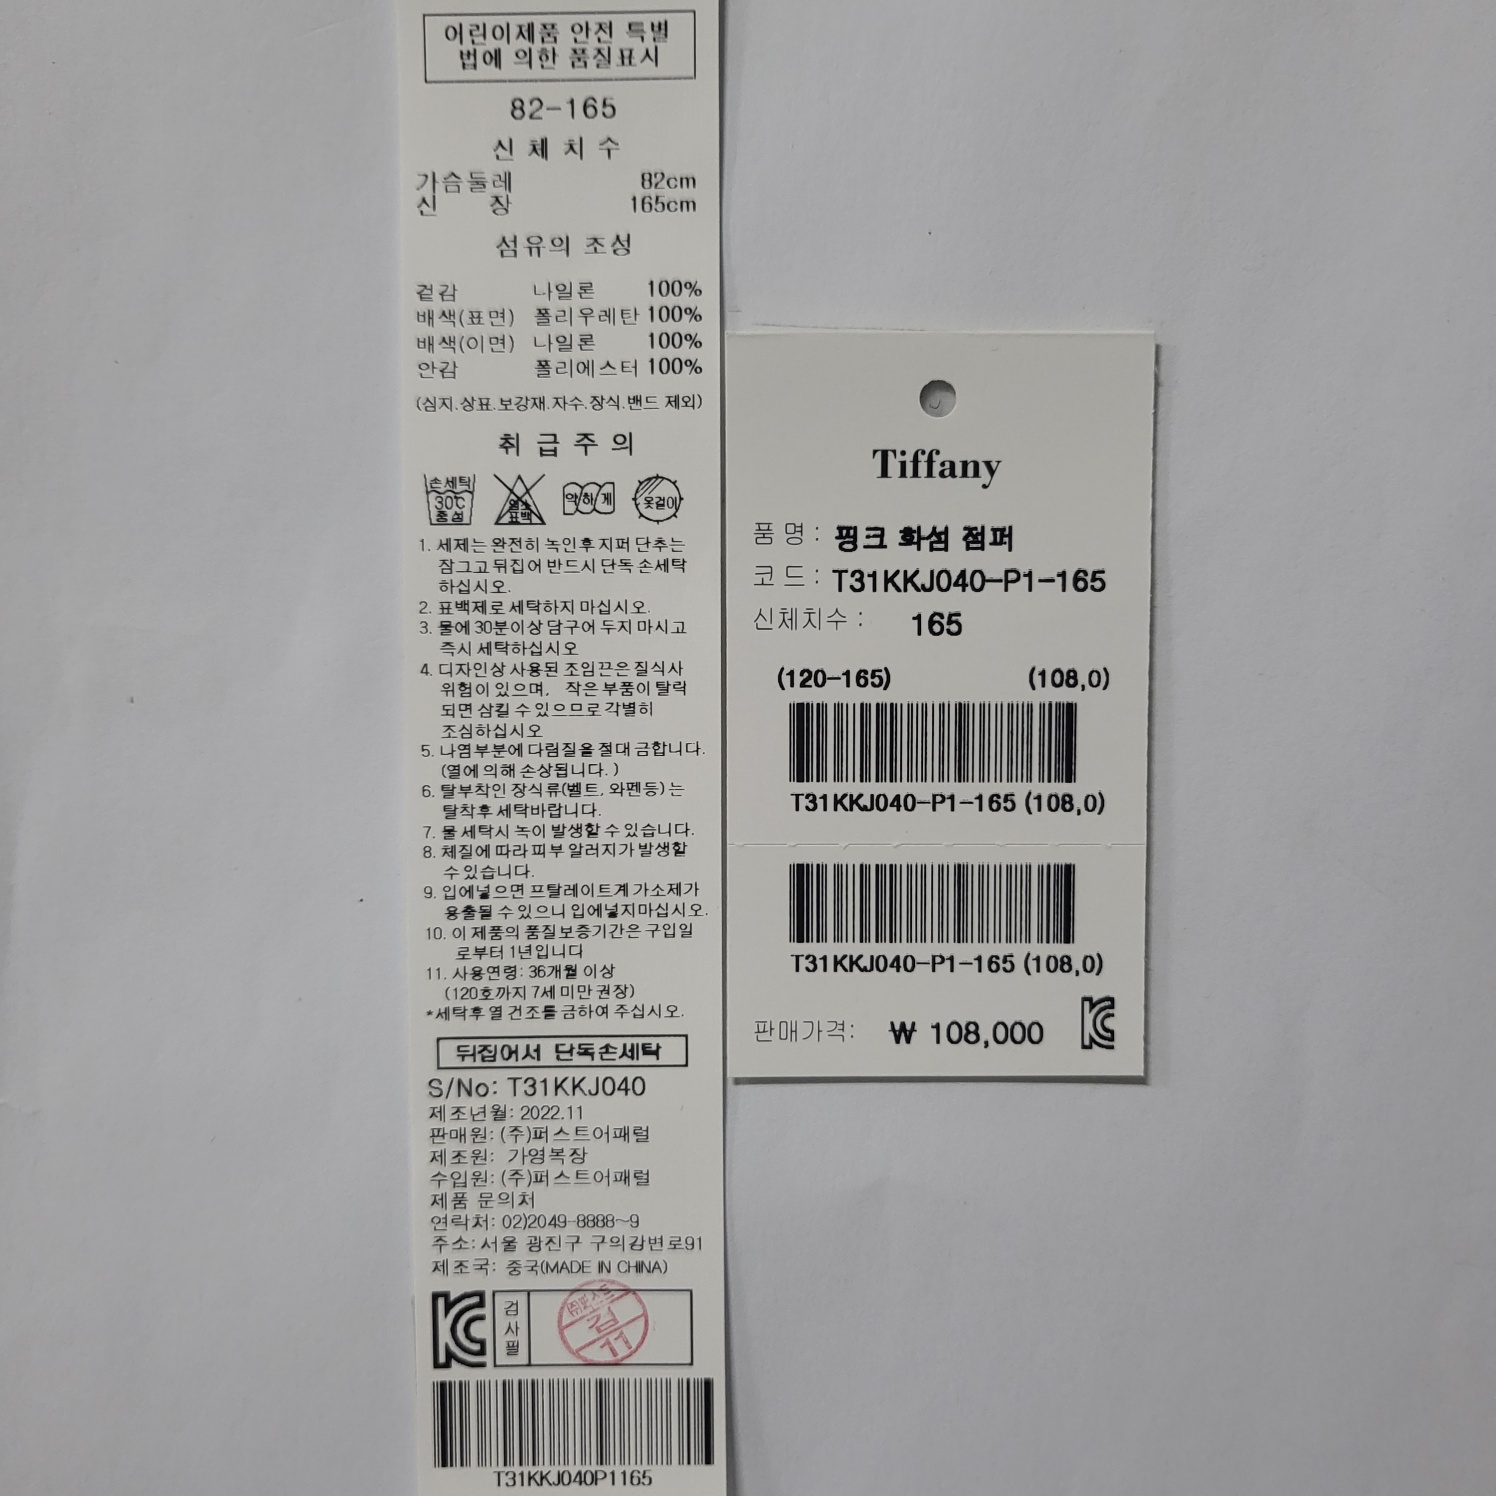 어린이제품 안전 특별
법에 의한 품질표시
82-165
신 체 치 수
가슴둘레 82cm
신 장 165cm
섬유의 조성
겉감 나일론 100%
배색(표면) 폴리우레탄 100%
배색(이면) 나일론 100%
안감 폴리에스터 100%
(심지.상표.보강재.자수.장식.밴드 제외)
취 급 주 의
손세탁 30℃ 중성
염소 표백
약하게
옷걸이
1. 세제는 완전히 녹인후 지퍼 단추는
잠그고 뒤집어 반드시 단독 손세탁
하십시오.
2. 표백제로 세탁하지 마십시오.
3. 물에 30분이상 담구어 두지 마시고
즉시 세탁하십시오
4. 디자인상 사용된 조임끈은 질식사
위험이 있으며, 작은 부품이 탈락
되면 삼킬 수 있으므로 각별히
조심하십시오
5. 나염부분에 다림질을 절대 금합니다.
(열에 의해 손상됩니다.)
6. 탈부착인 장식류(벨트, 와펜등)는
탈착후 세탁바랍니다.
7. 물 세탁시 녹이 발생할 수 있습니다.
8. 체질에 따라 피부 알러지가 발생할
수 있습니다.
9. 입에넣으면 프탈레이트계 가소제가
용출될 수 있으니 입에넣지마십시오.
10. 이 제품의 품질보증기간은 구입일
로부터 1년입니다
11. 사용연령: 36개월 이상
(120호까지 7세 미만 권장)
*세탁후 열 건조를 금하여 주십시오.
뒤집어서 단독손세탁
S/No: T31KKJ040
제조년월: 2022.11
판매원: (주)퍼스트어패럴
제조원: 가영복장
수입원: (주)퍼스트어패럴
제품 문의처
연락처: 02)2049-8888~9
주소: 서울 광진구 구의강변로91
제조국: 중국(MADE IN CHINA)
KC
검사필
㈜퍼스트
검
11
T31KKJ040P1165
Tiffany
품 명 : 핑크 화섬 점퍼
코 드 : T31KKJ040-P1-165
신체치수 : 165
(120-165) (108,0)
T31KKJ040-P1-165 (108,0)
T31KKJ040-P1-165 (108,0)
판매가격: ₩ 108,000
KC